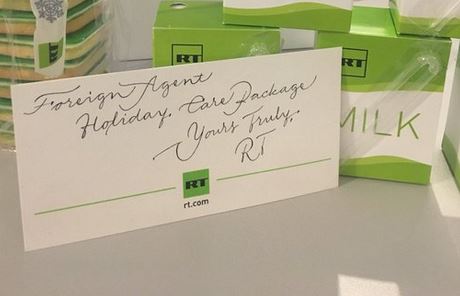 RT
RT
Foreign Agent
Holiday Care Package
Yours Truly,
RT
MILK
RT
rt.com